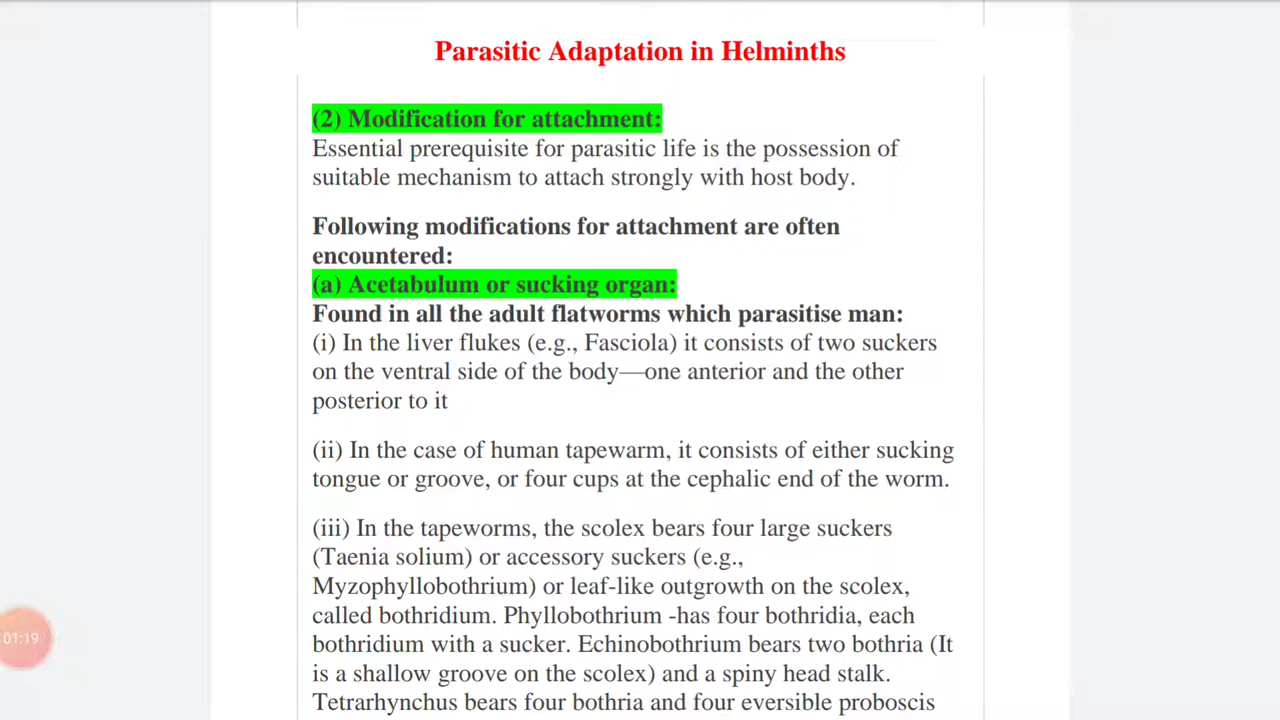 Parasitic Adaptation in Helminths
(2) Modification for attachment:
Essential prerequisite for parasitic life is the possession of
suitable mechanism to attach strongly with host body.
Following modifications for attachment are often
encountered:
(a) Acetabulum or sucking organ:
Found in all the adult flatworms which parasitise man:
(i) In the liver flukes (e.g., Fasciola) it consists of two suckers
on the ventral side of the body—one anterior and the other
posterior to it
(ii) In the case of human tapewarm, it consists of either sucking
tongue or groove, or four cups at the cephalic end of the worm.
(iii) In the tapeworms, the scolex bears four large suckers
(Taenia solium) or accessory suckers (e.g.,
Myzophyllobothrium) or leaf-like outgrowth on the scolex,
called bothridium. Phyllobothrium -has four bothridia, each
bothridium with a sucker. Echinobothrium bears two bothria (It
is a shallow groove on the scolex) and a spiny head stalk.
Tetrarhynchus bears four bothria and four eversible proboscis
01:19